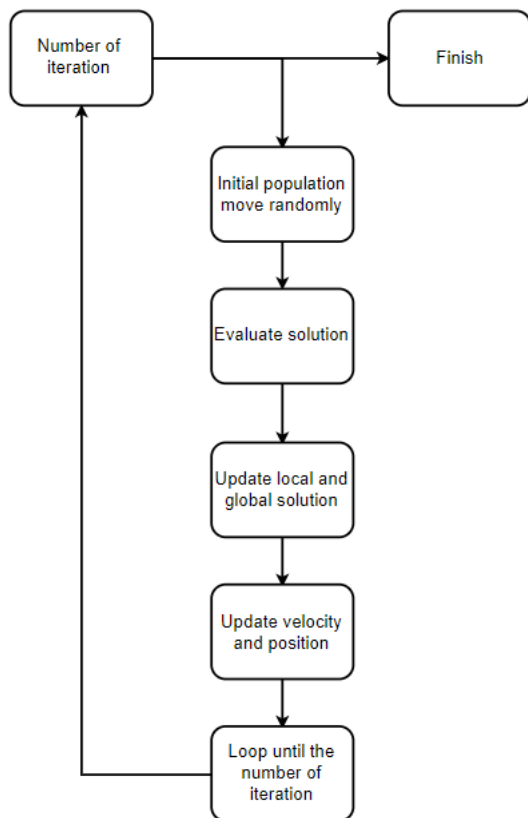 Number of
iteration
Finish
Initial population
move randomly
Evaluate solution
Update local and
global solution
Update velocity
and position
Loop until the
number of
iteration